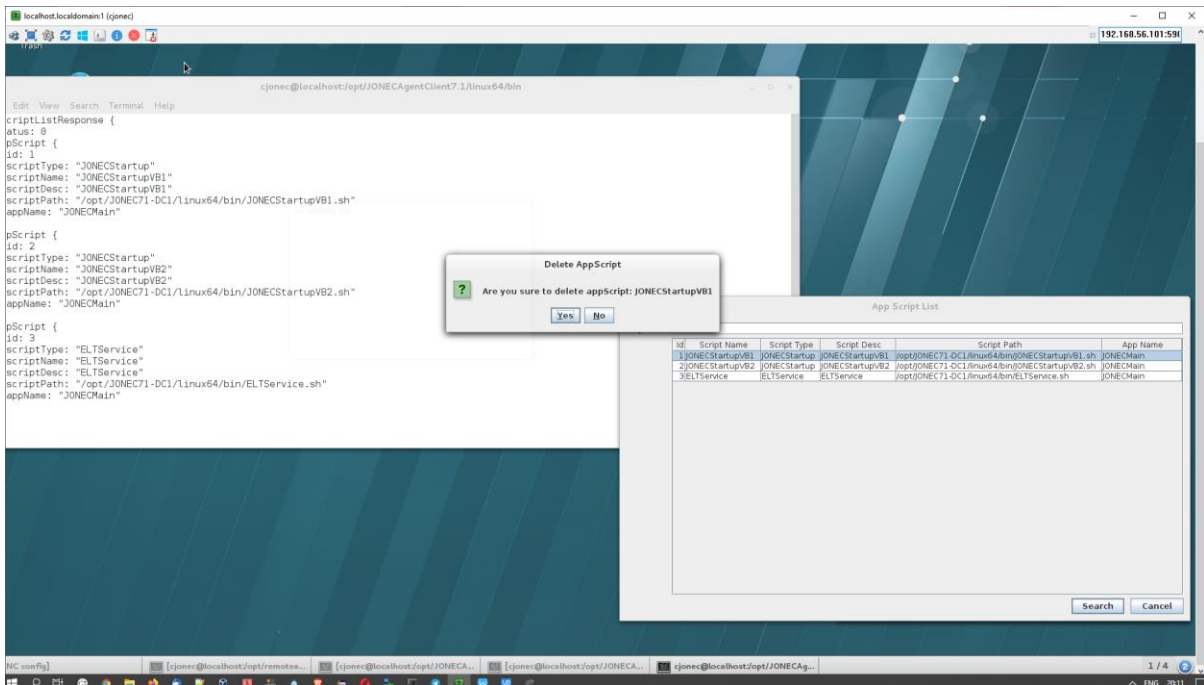 localhost.localdomain:1 (cjonec)
192.168.56.101:590
Trash
cjonec@localhost:/opt/JONECAgentClient7.1/linux64/bin
Edit View Search Terminal Help
criptListResponse {
atus: 0
pScript {
id: 1
scriptType: "JONECStartup"
scriptName: "JONECStartupVB1"
scriptDesc: "JONECStartupVB1"
scriptPath: "/opt/JONEC71-DC1/linux64/bin/JONECStartupVB1.sh"
appName: "JONECMain"
pScript {
id: 2
scriptType: "JONECStartup"
scriptName: "JONECStartupVB2"
scriptDesc: "JONECStartupVB2"
scriptPath: "/opt/JONEC71-DC1/linux64/bin/JONECStartupVB2.sh"
appName: "JONECMain"
pScript {
id: 3
scriptType: "ELTService"
scriptName: "ELTService"
scriptDesc: "ELTService"
scriptPath: "/opt/JONEC71-DC1/linux64/bin/ELTService.sh"
appName: "JONECMain"
Delete AppScript
Are you sure to delete appScript: JONECStartupVB1
Yes No
App Script List
Id Script Name Script Type Script Desc Script Path App Name
1 JONECStartupVB1 JONECStartup JONECStartupVB1 /opt/JONEC71-DC1/linux64/bin/JONECStartupVB1.sh JONECMain
2 JONECStartupVB2 JONECStartup JONECStartupVB2 /opt/JONEC71-DC1/linux64/bin/JONECStartupVB2.sh JONECMain
3 ELTService ELTService ELTService /opt/JONEC71-DC1/linux64/bin/ELTService.sh JONECMain
Search Cancel
NC config] [cjonec@localhost:/opt/remotea... [cjonec@localhost:/opt/JONECA... [cjonec@localhost:/opt/JONECA... cjonec@localhost:/opt/JONECAg... 1 / 4 2
ENG 20:11